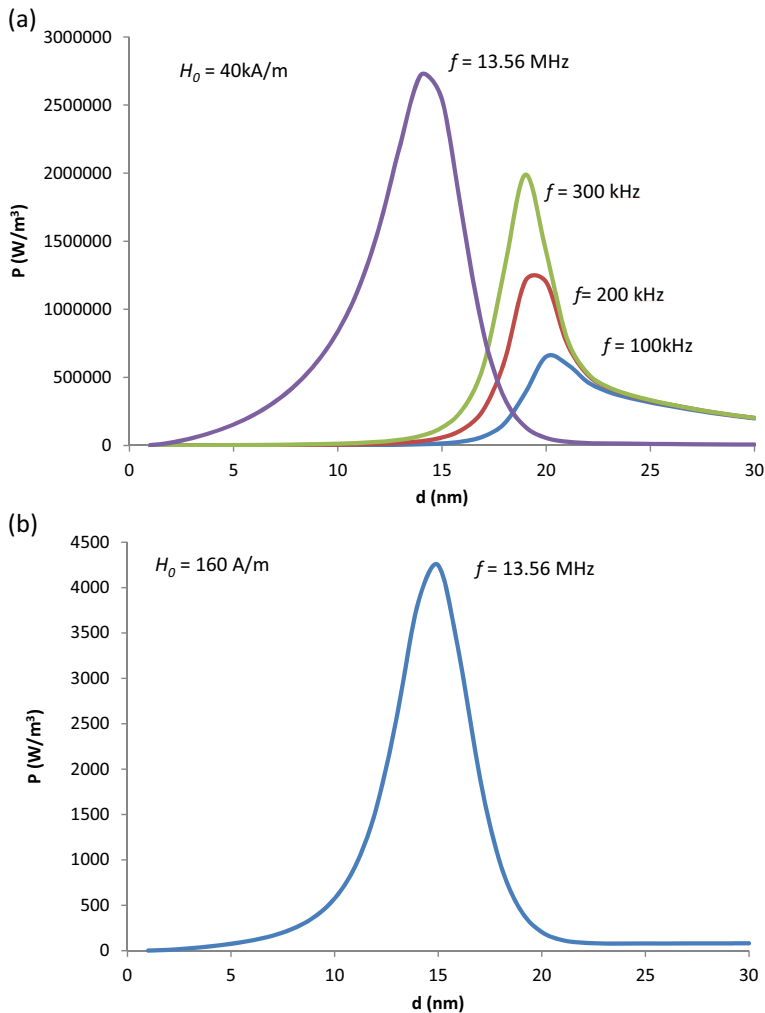 (a)
3000000
2500000
2000000
1500000
1000000
500000
0
P (W/m³)
H₀ = 40kA/m
f = 13.56 MHz
f = 300 kHz
f= 200 kHz
f = 100kHz
0 5 10 15 20 25 30
d (nm)
(b)
4500
4000
3500
3000
2500
2000
1500
1000
500
0
P (W/m³)
H₀ = 160 A/m
f = 13.56 MHz
0 5 10 15 20 25 30
d (nm)